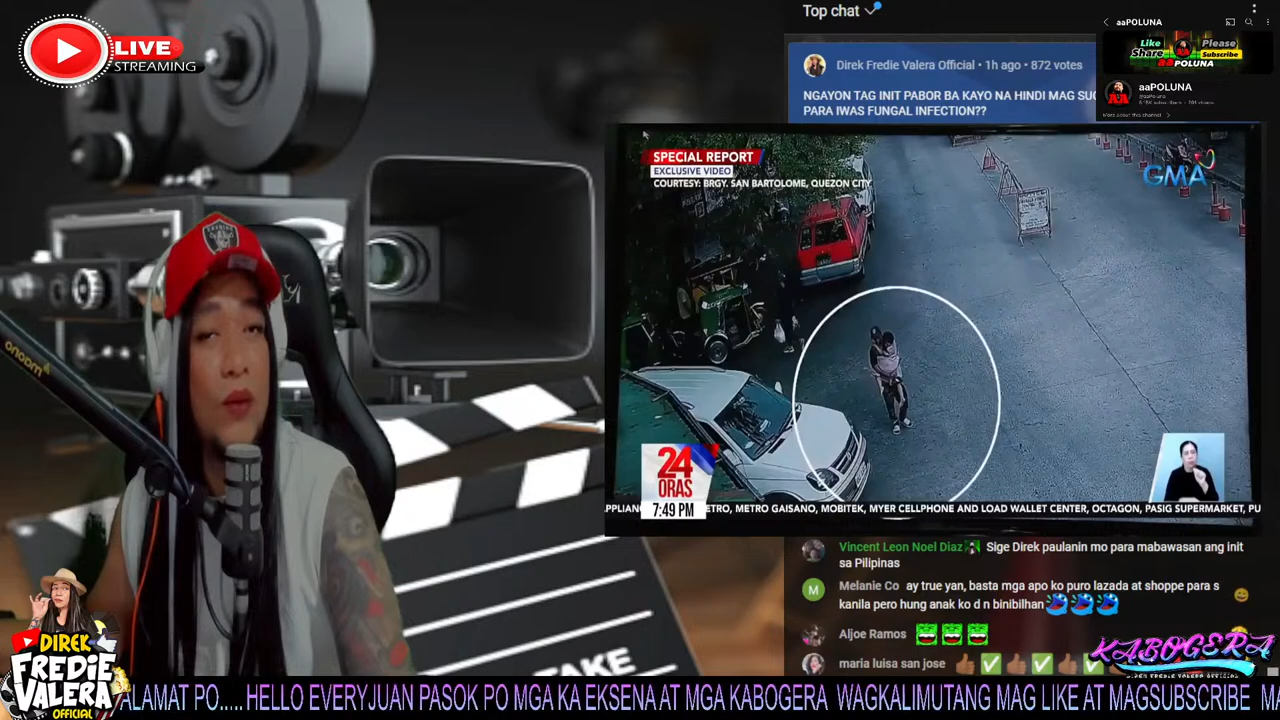 LIVE
STREAMING
Top chat
aaPOLUNA
Like
Share
Please
Subscribe
aaPOLUNA
aaPOLUNA
Direk Fredie Valera Official • 1h ago • 872 votes
NGAYON TAG INIT PABOR BA KAYO NA HINDI MAG SUO
PARA IWAS FUNGAL INFECTION??
SPECIAL REPORT
EXCLUSIVE VIDEO
COURTESY: BRGY. SAN BARTOLOME, QUEZON CITY
GMA
24
ORAS
7:49 PM
APPLIANC
ETRO, METRO GAISANO, MOBITEK, MYER CELLPHONE AND LOAD WALLET CENTER, OCTAGON, PASIG SUPERMARKET, PU
Vincent Leon Noel Diaz Sige Direk paulanin mo para mabawasan ang init
sa Pilipinas
M
Melanie Co ay true yan, basta mga apo ko puro lazada at shoppe para s
kanila pero hung anak ko d n binibilhan
Aljoe Ramos
maria luisa san jose
KABOGERA
maono
TAKE
DIREK
FREDIE
VALERA
OFFICIAL
ALAMAT PO.....HELLO EVERYJUAN PASOK PO MGA KA EKSENA AT MGA KABOGERA WAGKALIMUTANG MAG LIKE AT MAGSUBSCRIBE MA